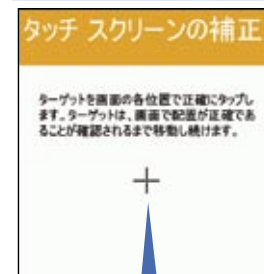 タッチ スクリーンの補正
ターゲットを画面の各位置で正確にタップし
ます。ターゲットは、画面で配置が正確であ
ることが確認されるまで移動し続けます。